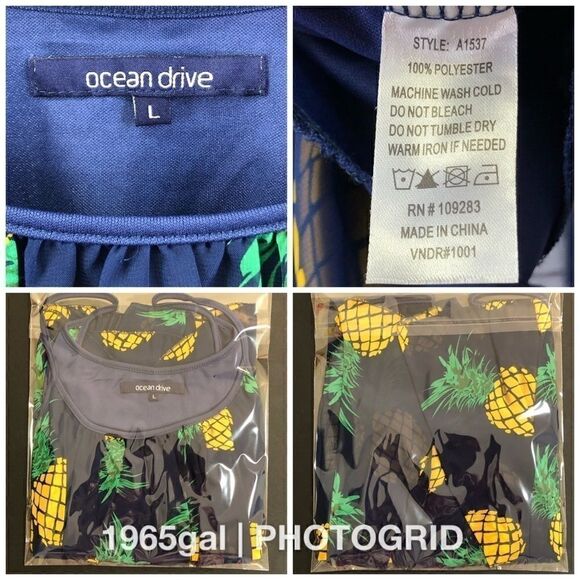 ocean drive
L
STYLE: A1537
100% POLYESTER
MACHINE WASH COLD
DO NOT BLEACH
DO NOT TUMBLE DRY
WARM IRON IF NEEDED
RN # 109283
MADE IN CHINA
VNDR#1001
ocean drive
L
1965gal | PHOTOGRID